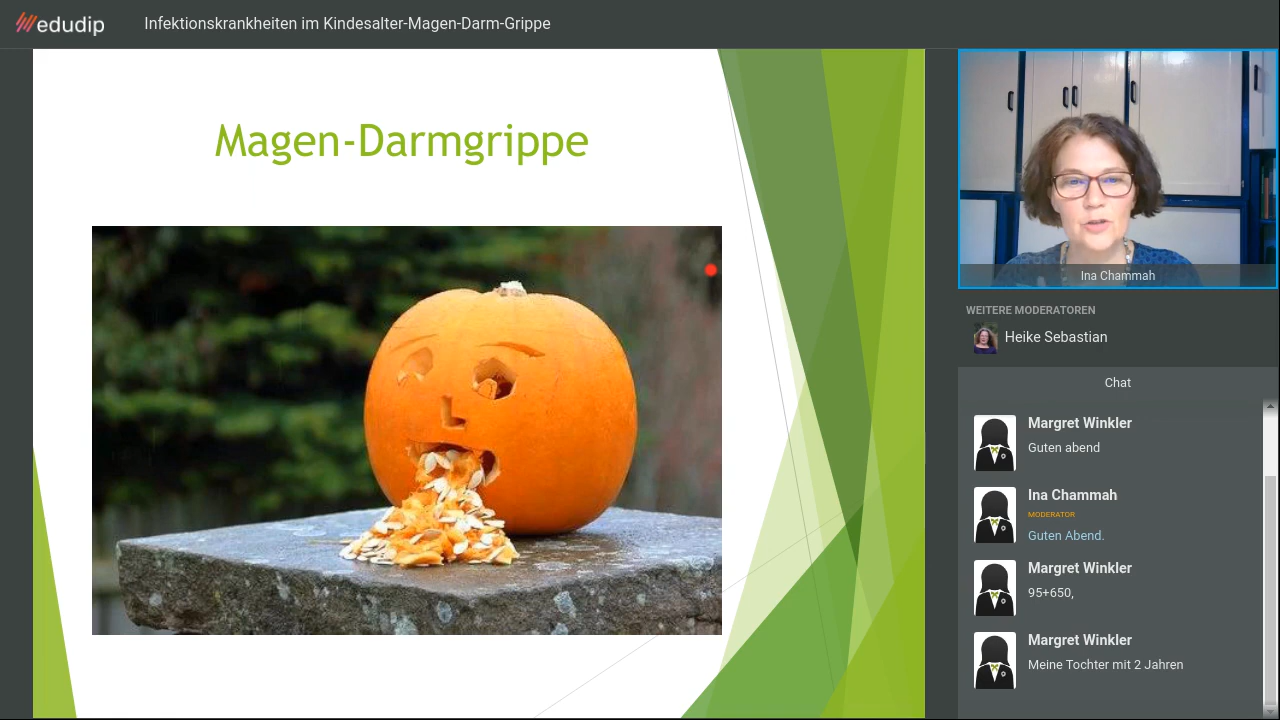 edudip
Infektionskrankheiten im Kindesalter-Magen-Darm-Grippe
Magen-Darmgrippe
Ina Chammah
WEITERE MODERATOREN
Heike Sebastian
Chat
Margret Winkler
Guten abend
Ina Chammah
MODERATOR
Guten Abend.
Margret Winkler
95+650,
Margret Winkler
Meine Tochter mit 2 Jahren